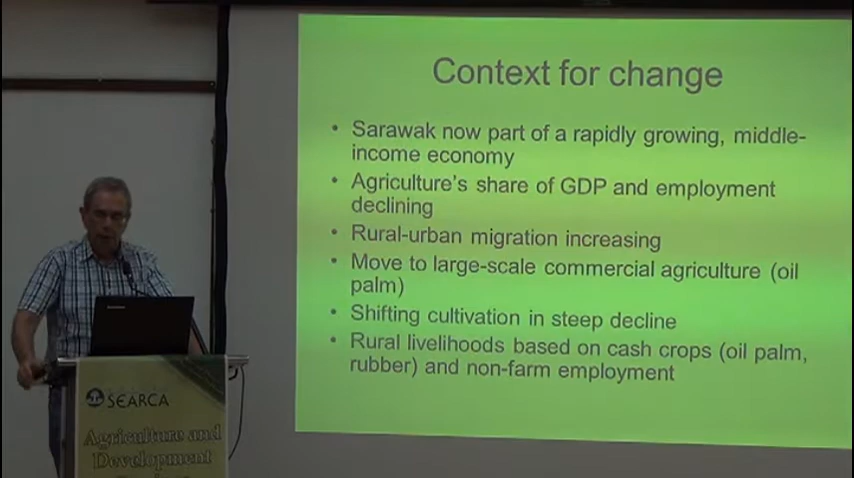 Context for change
• Sarawak now part of a rapidly growing, middle-
income economy
• Agriculture's share of GDP and employment
declining
• Rural-urban migration increasing
• Move to large-scale commercial agriculture (oil
palm)
• Shifting cultivation in steep decline
• Rural livelihoods based on cash crops (oil palm,
rubber) and non-farm employment
lenovo
SEARCA
Agriculture and
Development